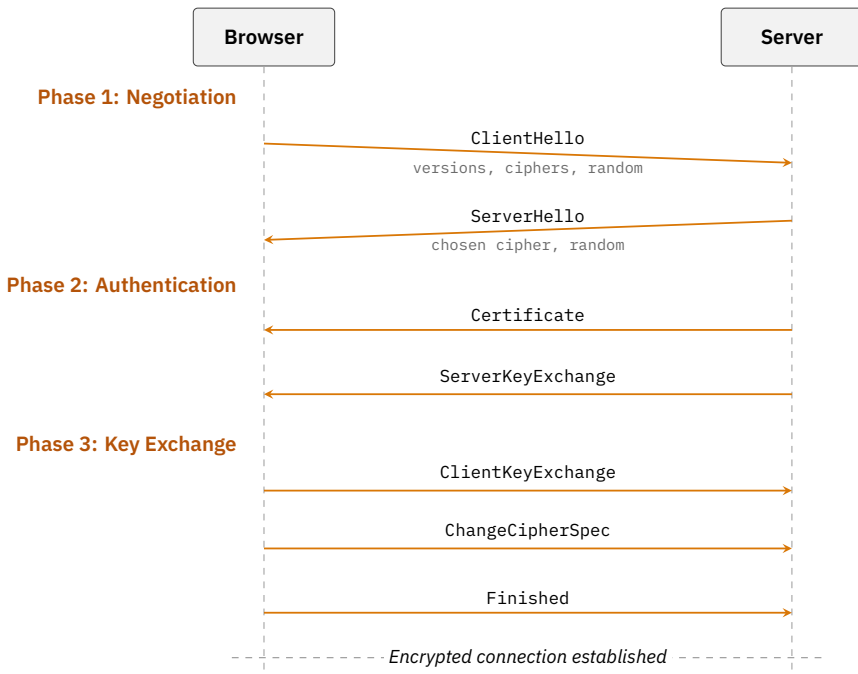 Browser
Server
Phase 1: Negotiation
ClientHello
versions, ciphers, random
ServerHello
chosen cipher, random
Phase 2: Authentication
Certificate
ServerKeyExchange
Phase 3: Key Exchange
ClientKeyExchange
ChangeCipherSpec
Finished
Encrypted connection established